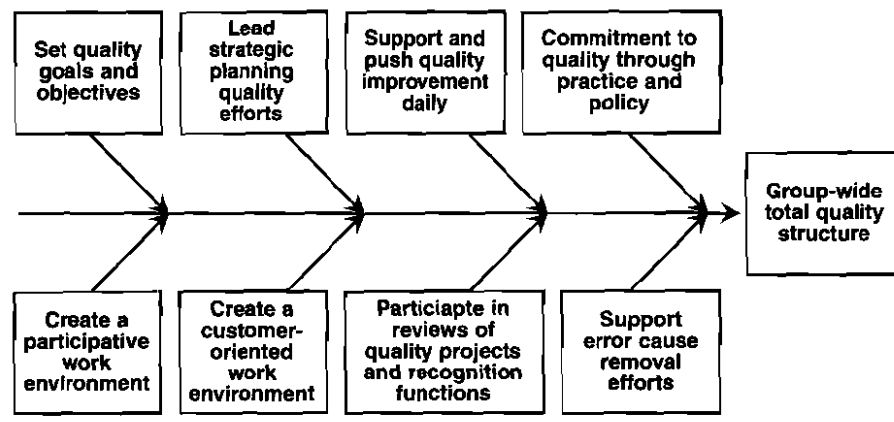 Set quality
goals and
objectives
Lead
strategic
planning
quality
efforts
Support and
push quality
improvement
daily
Commitment to
quality through
practice and
policy
Group-wide
total quality
structure
Create a
participative
work
environment
Create a
customer-
oriented work
environment
Particiapte in
reviews of
quality projects
and recognition
functions
Support
error cause
removal
efforts